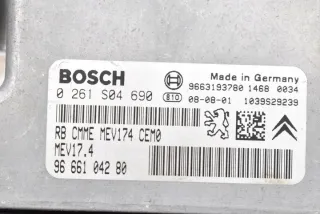 BOSCH
Made in Germany
0 261 S04 690
9663193780 1468 0034
010 08-08-01 1039S29239
RB CMME MEV174 CEM0
MEV17.4
96 661 042 80